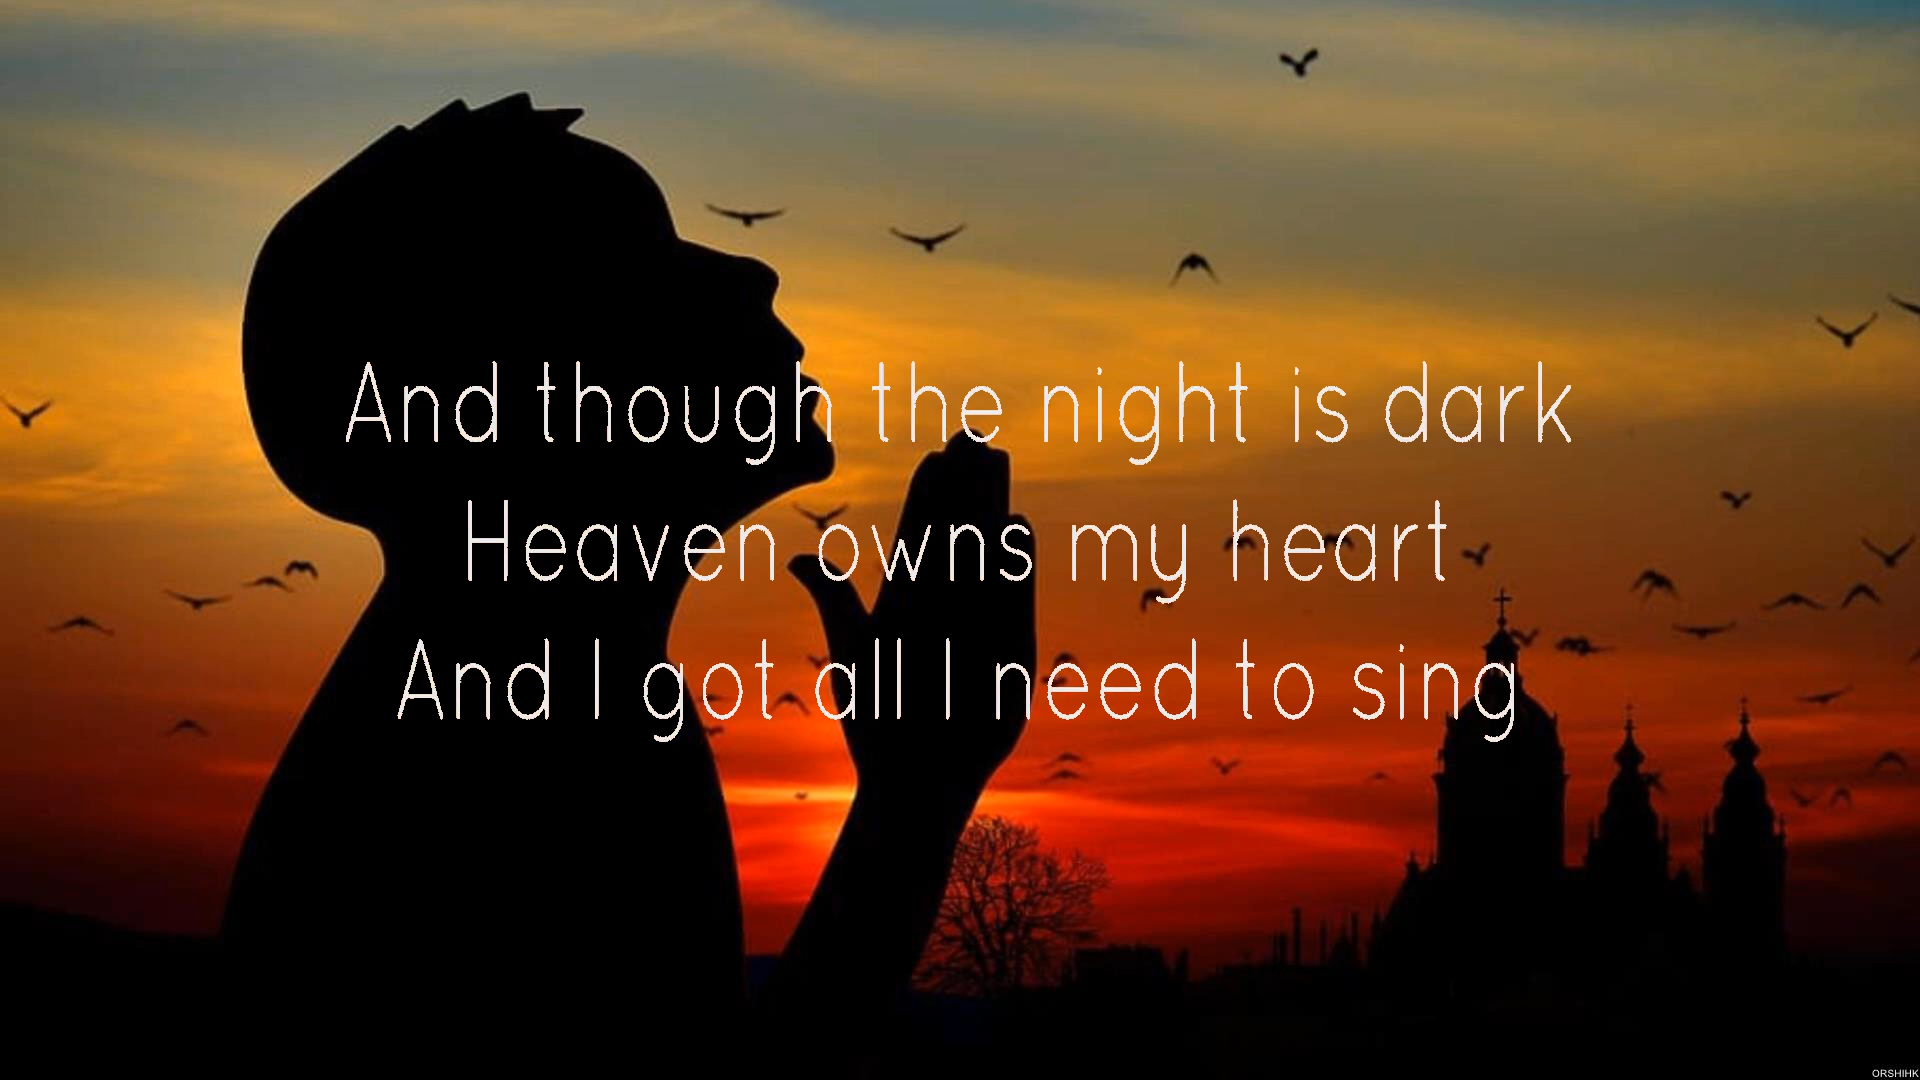 And though the night is dark
Heaven owns my heart
And I got all I need to sing
ORSHIHK